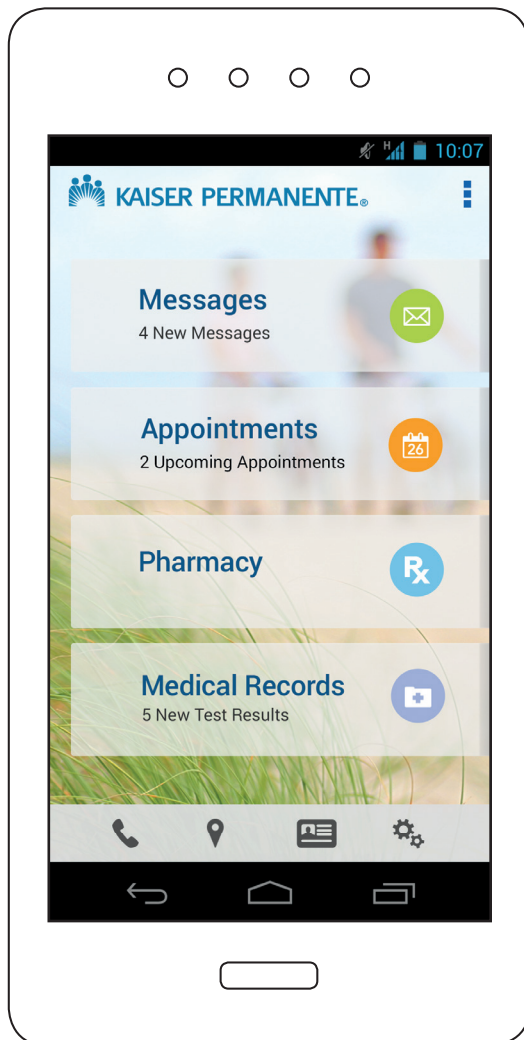 H 10:07
KAISER PERMANENTE®
Messages
4 New Messages
Appointments
26
2 Upcoming Appointments
Pharmacy
Rx
Medical Records
5 New Test Results